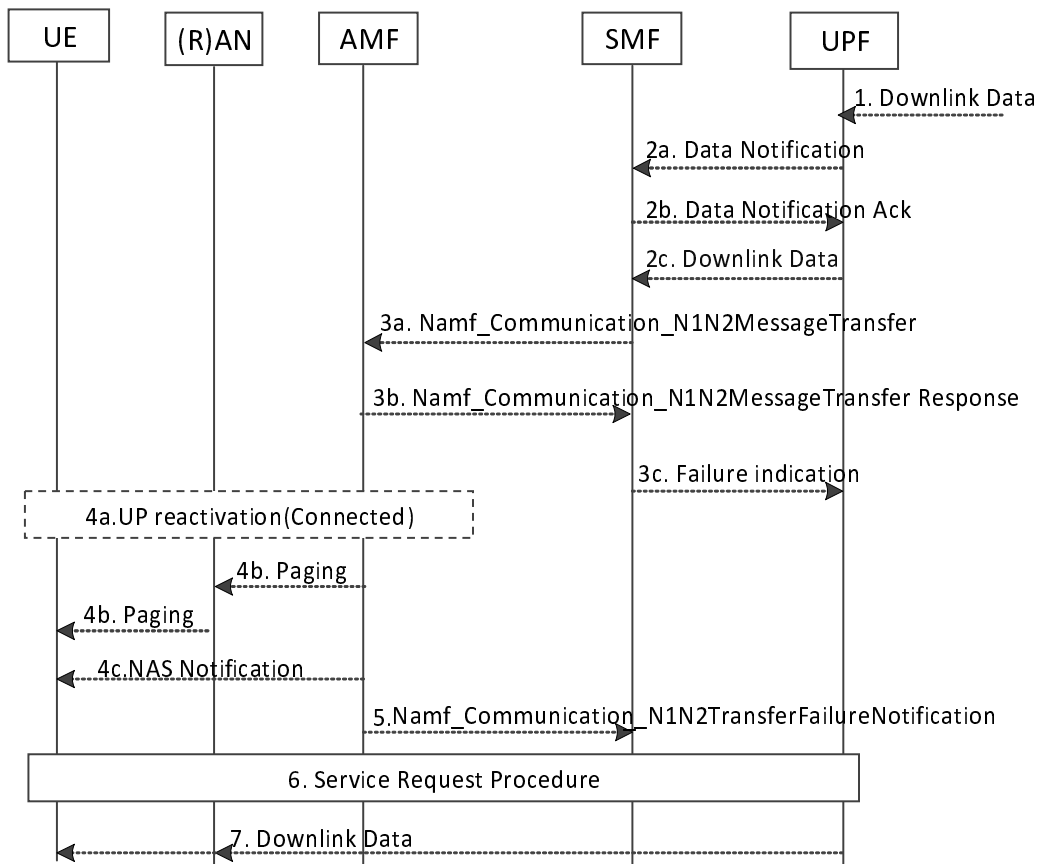 UE
(R)AN
AMF
SMF
UPF
1. Downlink Data
2a. Data Notification
2b. Data Notification Ack
2c. Downlink Data
3a. Namf_Communication_N1N2MessageTransfer
3b. Namf_Communication_N1N2MessageTransfer Response
3c. Failure indication
4a.UP reactivation(Connected)
4b. Paging
4b. Paging
4c.NAS Notification
5.Namf_Communication_N1N2TransferFailureNotification
6. Service Request Procedure
7. Downlink Data